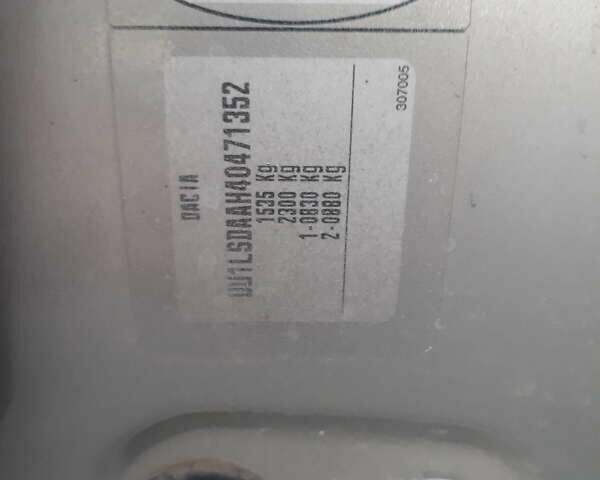 DACIA
UU1LSDAAH40471352
1535 Kg
2300 Kg
1-0830 Kg
2-0880 Kg
307005